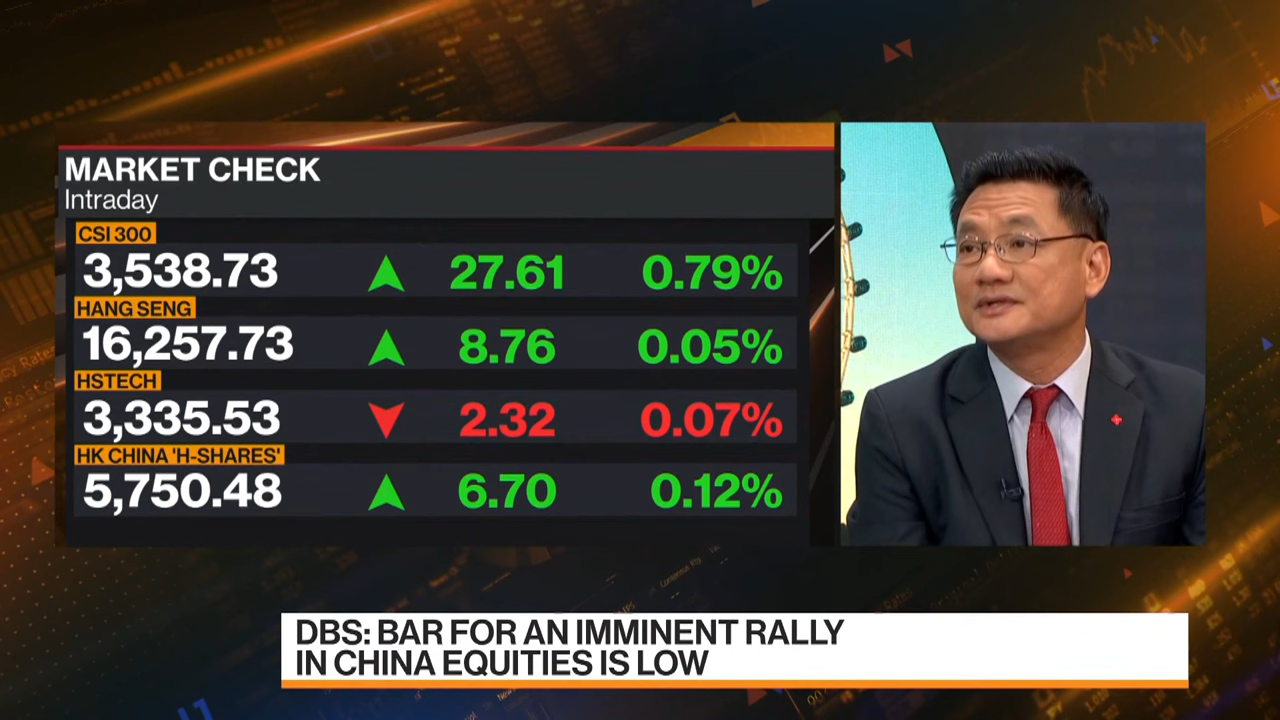 MARKET CHECK
Intraday
CSI 300
3,538.73 27.61 0.79%
HANG SENG
16,257.73 8.76 0.05%
HSTECH
3,335.53 2.32 0.07%
HK CHINA 'H-SHARES'
5,750.48 6.70 0.12%
DBS: BAR FOR AN IMMINENT RALLY
IN CHINA EQUITIES IS LOW